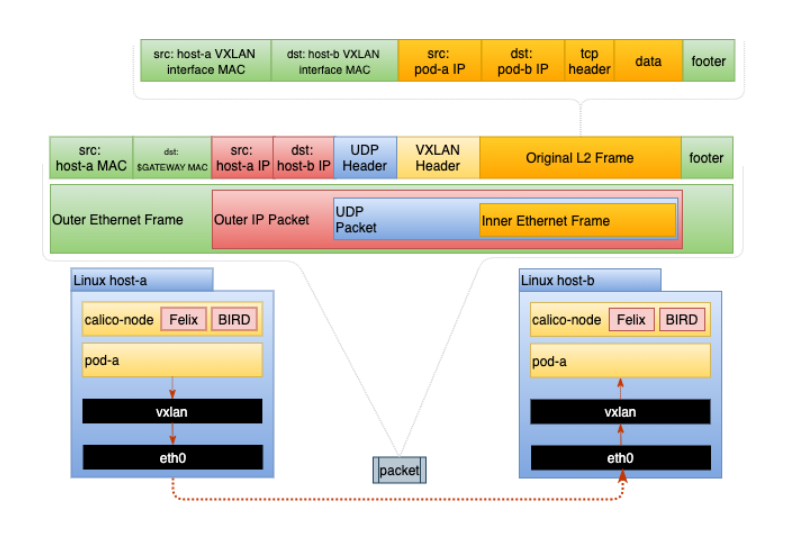 src: host-a VXLAN
interface MAC
dst: host-b VXLAN
interface MAC
src:
pod-a IP
dst:
pod-b IP
tcp
header
data
footer
src:
host-a MAC
dst:
$GATEWAY MAC
src:
host-a IP
dst:
host-b IP
UDP
Header
VXLAN
Header
Original L2 Frame
footer
Outer Ethernet Frame
Outer IP Packet
UDP
Packet
Inner Ethernet Frame
Linux host-a
calico-node
Felix
BIRD
pod-a
vxlan
eth0
packet
Linux host-b
calico-node
Felix
BIRD
pod-a
vxlan
eth0